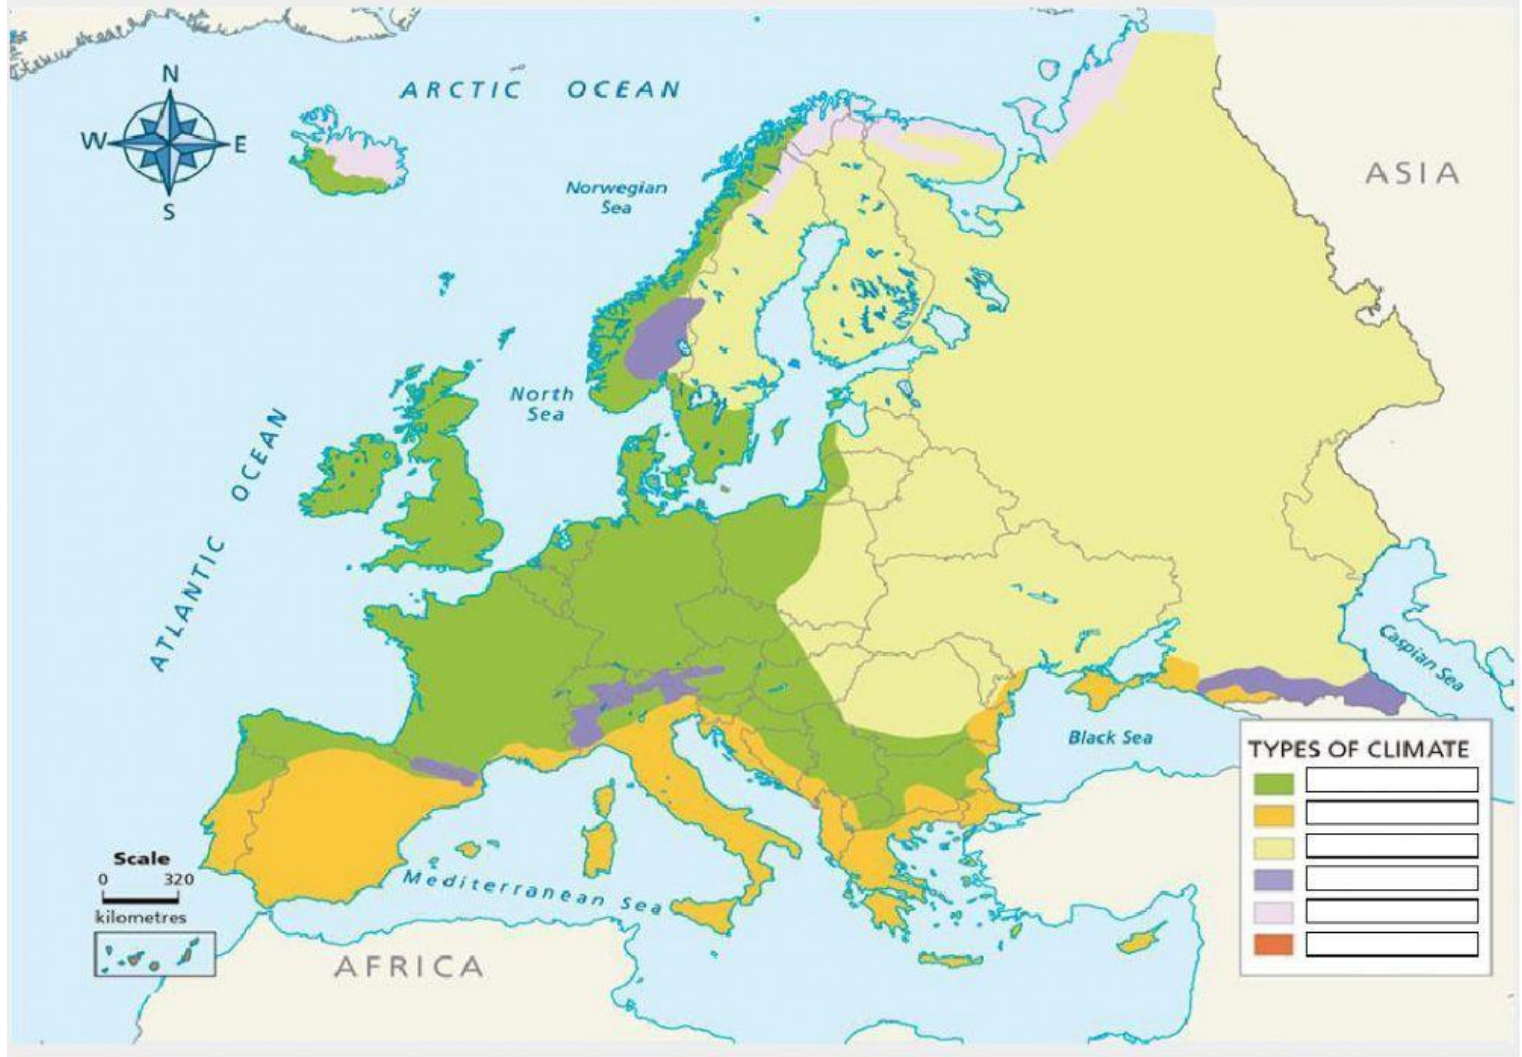 N
W
E
S
ARCTIC OCEAN
ASIA
Norwegian
Sea
North
Sea
ATLANTIC OCEAN
Caspian Sea
Black Sea
TYPES OF CLIMATE
Scale
0 320
kilometres
Mediterranean Sea
AFRICA